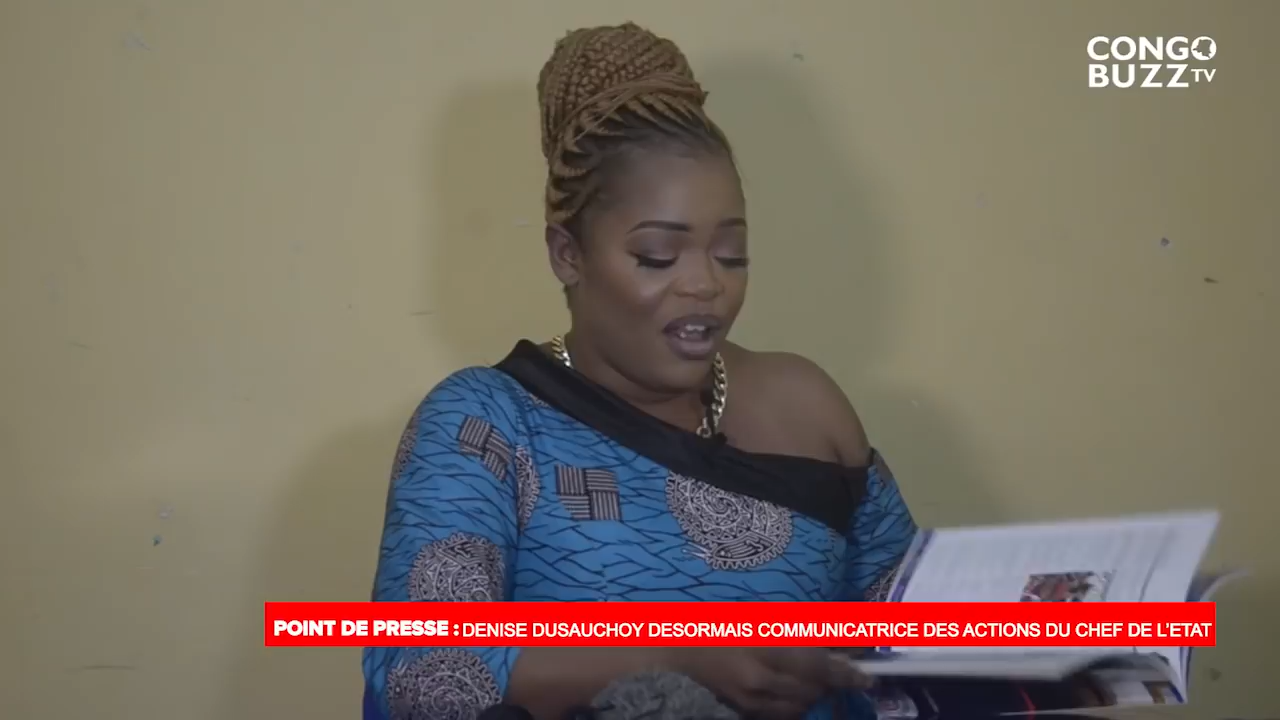 CONGO
BUZZ TV
POINT DE PRESSE : DENISE DUSAUCHOY DESORMAIS COMMUNICATRICE DES ACTIONS DU CHEF DE L'ETAT